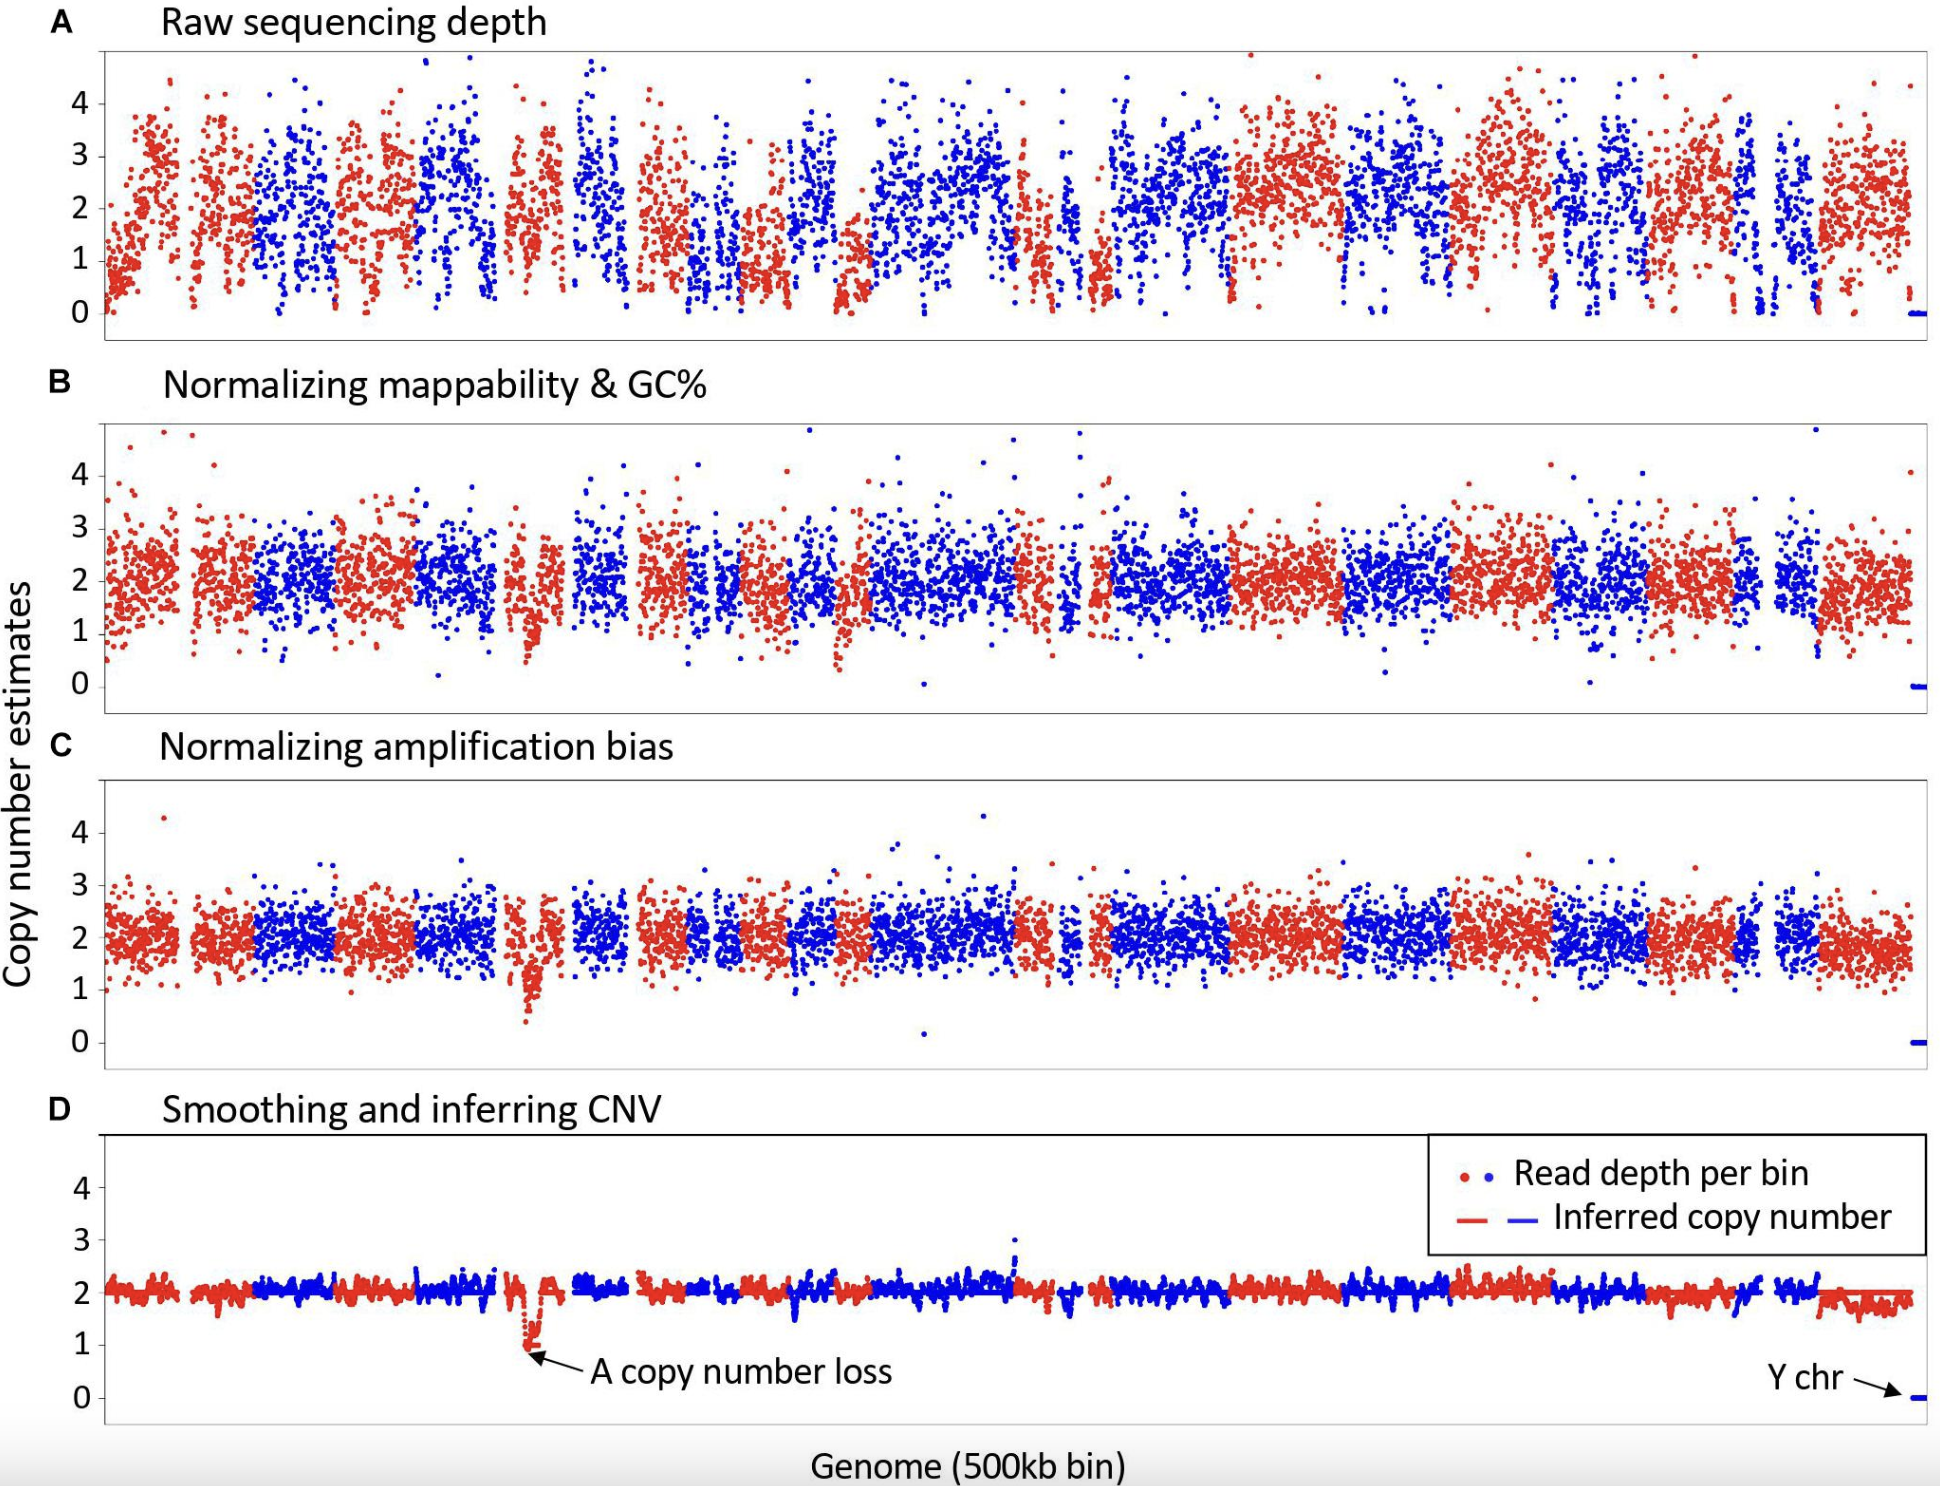 A Raw sequencing depth
4
3
2
1
0
B Normalizing mappability & GC%
4
3
2
1
0
Copy number estimates
C Normalizing amplification bias
4
3
2
1
0
D Smoothing and inferring CNV
Read depth per bin
Inferred copy number
4
3
2
1
0
A copy number loss
Y chr
Genome (500kb bin)